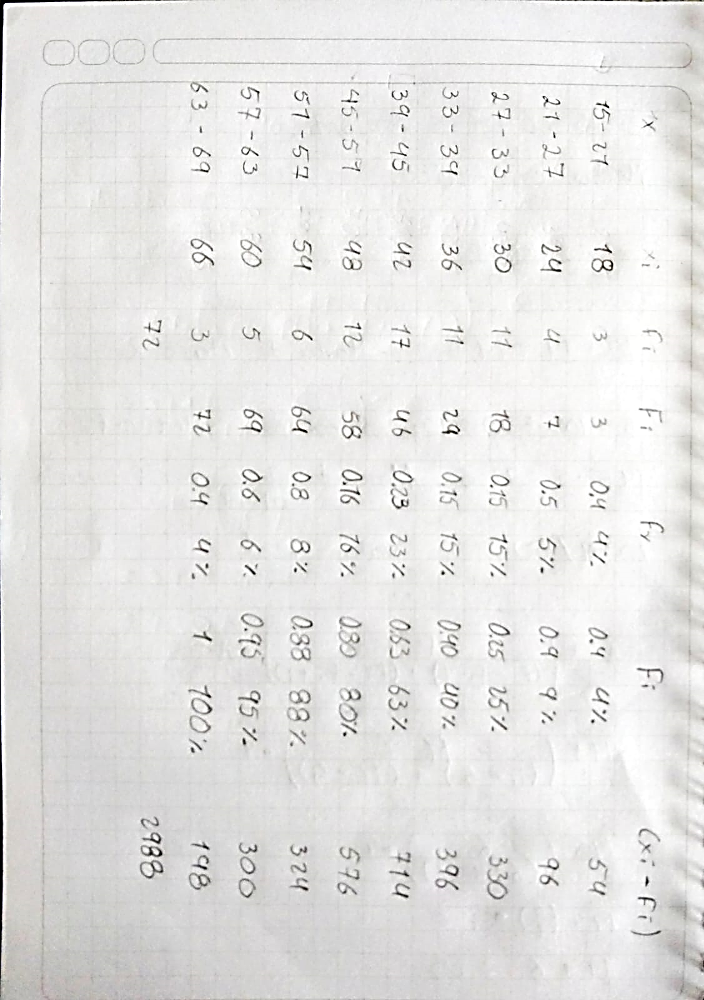 x xi fi Fi fr Fi (xi - fi)
15-21 18 3 3 0.4 4% 0.4 4% 54
21-27 24 4 7 0.5 5% 0.9 9% 96
27-33 30 11 18 0.15 15% 0.25 25% 330
33-39 36 11 29 0.15 15% 0.40 40% 396
39-45 42 17 46 0.23 23% 0.63 63% 714
45-51 48 12 58 0.16 16% 0.80 80% 576
51-57 54 6 64 0.8 8% 0.88 88% 324
57-63 60 5 69 0.6 6% 0.95 95% 300
63-69 66 3 72 0.4 4% 1 100% 198
72 2988